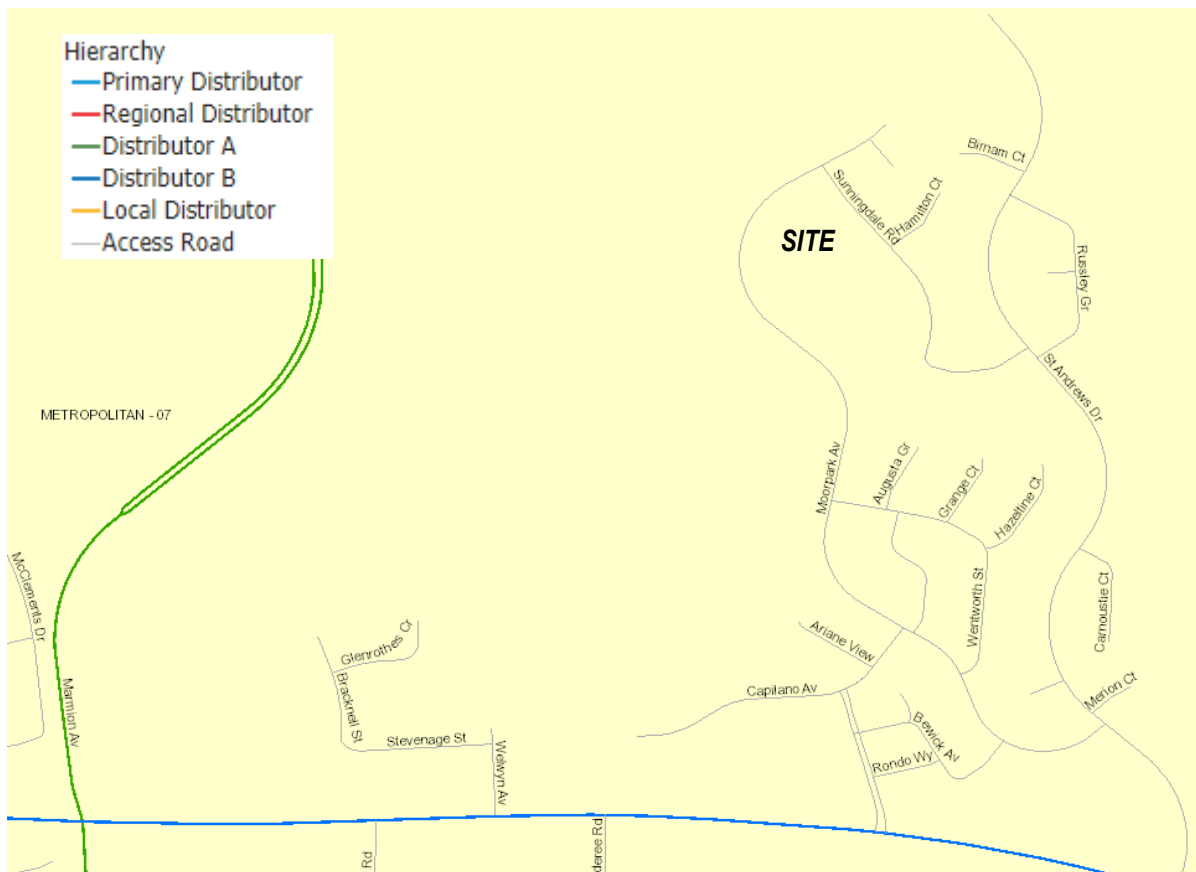 Hierarchy
Primary Distributor
Regional Distributor
Distributor A
Distributor B
Local Distributor
Access Road
Birnam Ct
Sunningdale Rd
Hamilton Ct
SITE
Russley Gr
St Andrews Dr
METROPOLITAN - 07
Moorpark Av
Augusta Gr
Grange Ct
Hazeltine Ct
McClements Dr
Wentworth St
Carnoustie Ct
Glenrothes Ct
Ariane View
Marmion Av
Bracknell St
Capilano Av
Merion Ct
Stevenage St
Welwyn Av
Bewick Av
Rondo Wy
Rd
deree Rd